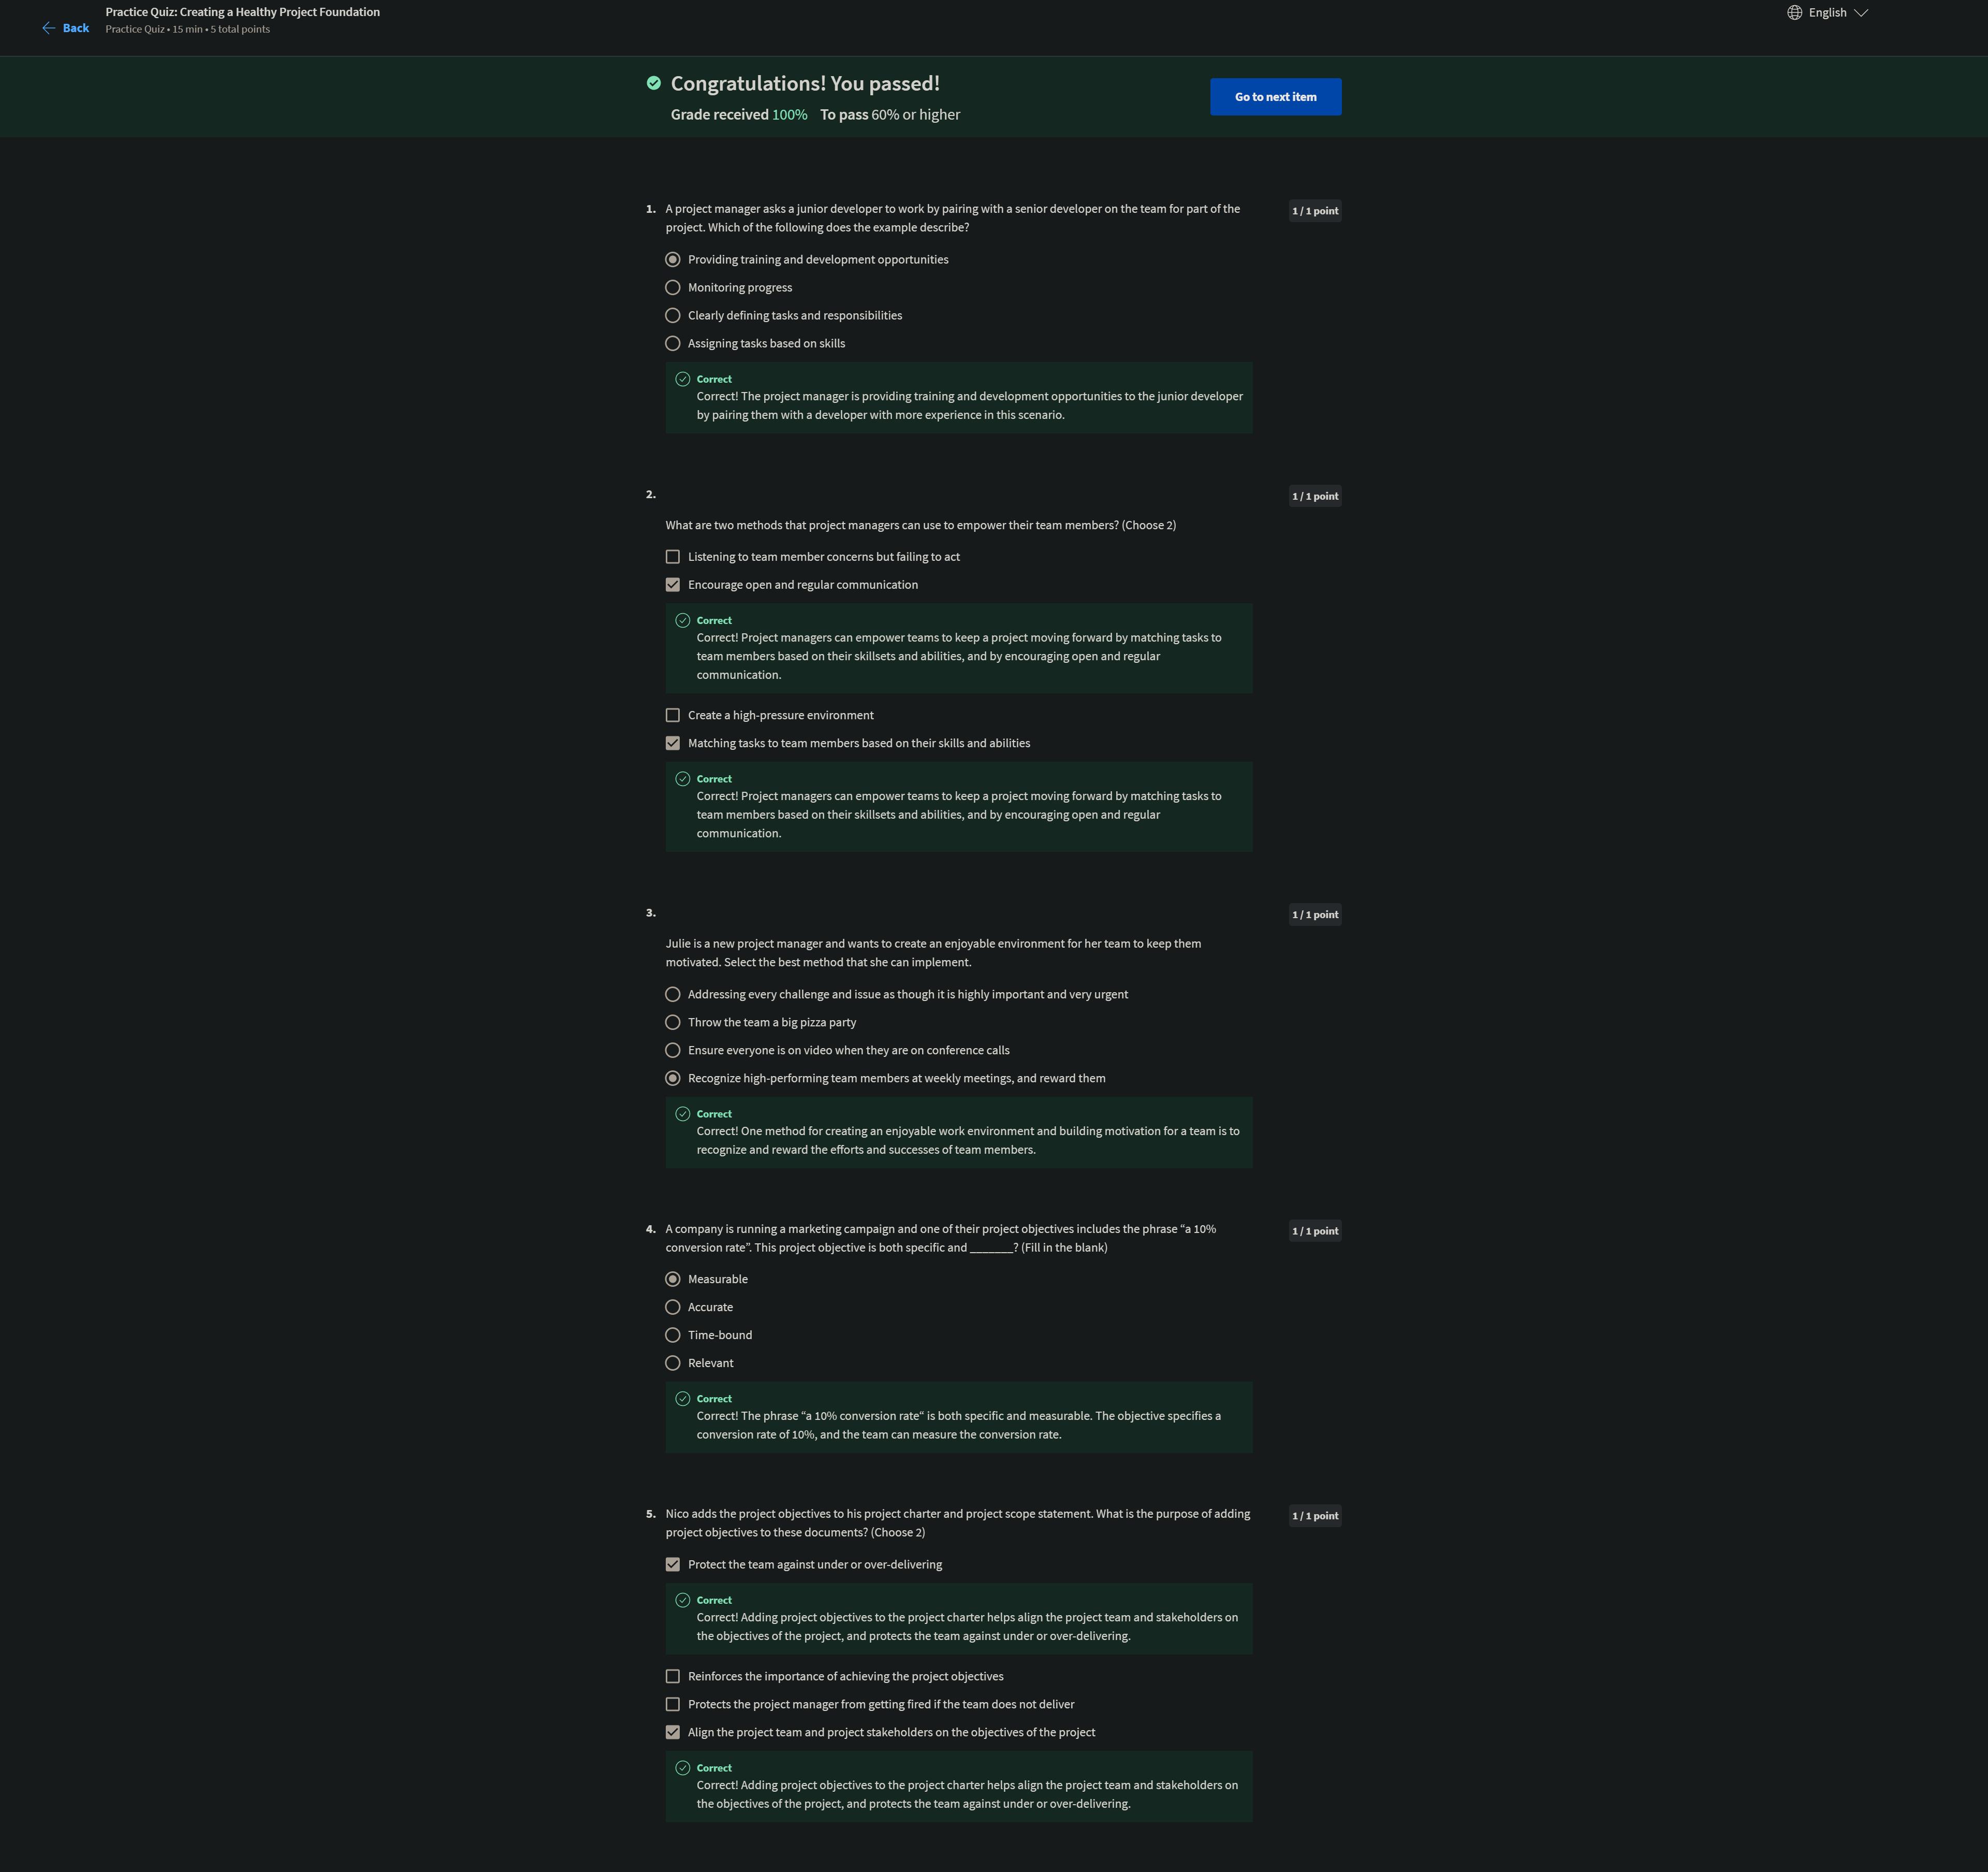 Practice Quiz: Creating a Healthy Project Foundation
Back
Practice Quiz • 15 min • 5 total points
English
Congratulations! You passed!
Grade received 100% To pass 60% or higher
Go to next item
1. A project manager asks a junior developer to work by pairing with a senior developer on the team for part of the
project. Which of the following does the example describe?
1 / 1 point
Providing training and development opportunities
Monitoring progress
Clearly defining tasks and responsibilities
Assigning tasks based on skills
Correct
Correct! The project manager is providing training and development opportunities to the junior developer
by pairing them with a developer with more experience in this scenario.
2.
1 / 1 point
What are two methods that project managers can use to empower their team members? (Choose 2)
Listening to team member concerns but failing to act
Encourage open and regular communication
Correct
Correct! Project managers can empower teams to keep a project moving forward by matching tasks to
team members based on their skillsets and abilities, and by encouraging open and regular
communication.
Create a high-pressure environment
Matching tasks to team members based on their skills and abilities
Correct
Correct! Project managers can empower teams to keep a project moving forward by matching tasks to
team members based on their skillsets and abilities, and by encouraging open and regular
communication.
3.
1 / 1 point
Julie is a new project manager and wants to create an enjoyable environment for her team to keep them
motivated. Select the best method that she can implement.
Addressing every challenge and issue as though it is highly important and very urgent
Throw the team a big pizza party
Ensure everyone is on video when they are on conference calls
Recognize high-performing team members at weekly meetings, and reward them
Correct
Correct! One method for creating an enjoyable work environment and building motivation for a team is to
recognize and reward the efforts and successes of team members.
4. A company is running a marketing campaign and one of their project objectives includes the phrase “a 10%
conversion rate”. This project objective is both specific and _______? (Fill in the blank)
1 / 1 point
Measurable
Accurate
Time-bound
Relevant
Correct
Correct! The phrase “a 10% conversion rate“ is both specific and measurable. The objective specifies a
conversion rate of 10%, and the team can measure the conversion rate.
5. Nico adds the project objectives to his project charter and project scope statement. What is the purpose of adding
project objectives to these documents? (Choose 2)
1 / 1 point
Protect the team against under or over-delivering
Correct
Correct! Adding project objectives to the project charter helps align the project team and stakeholders on
the objectives of the project, and protects the team against under or over-delivering.
Reinforces the importance of achieving the project objectives
Protects the project manager from getting fired if the team does not deliver
Align the project team and project stakeholders on the objectives of the project
Correct
Correct! Adding project objectives to the project charter helps align the project team and stakeholders on
the objectives of the project, and protects the team against under or over-delivering.